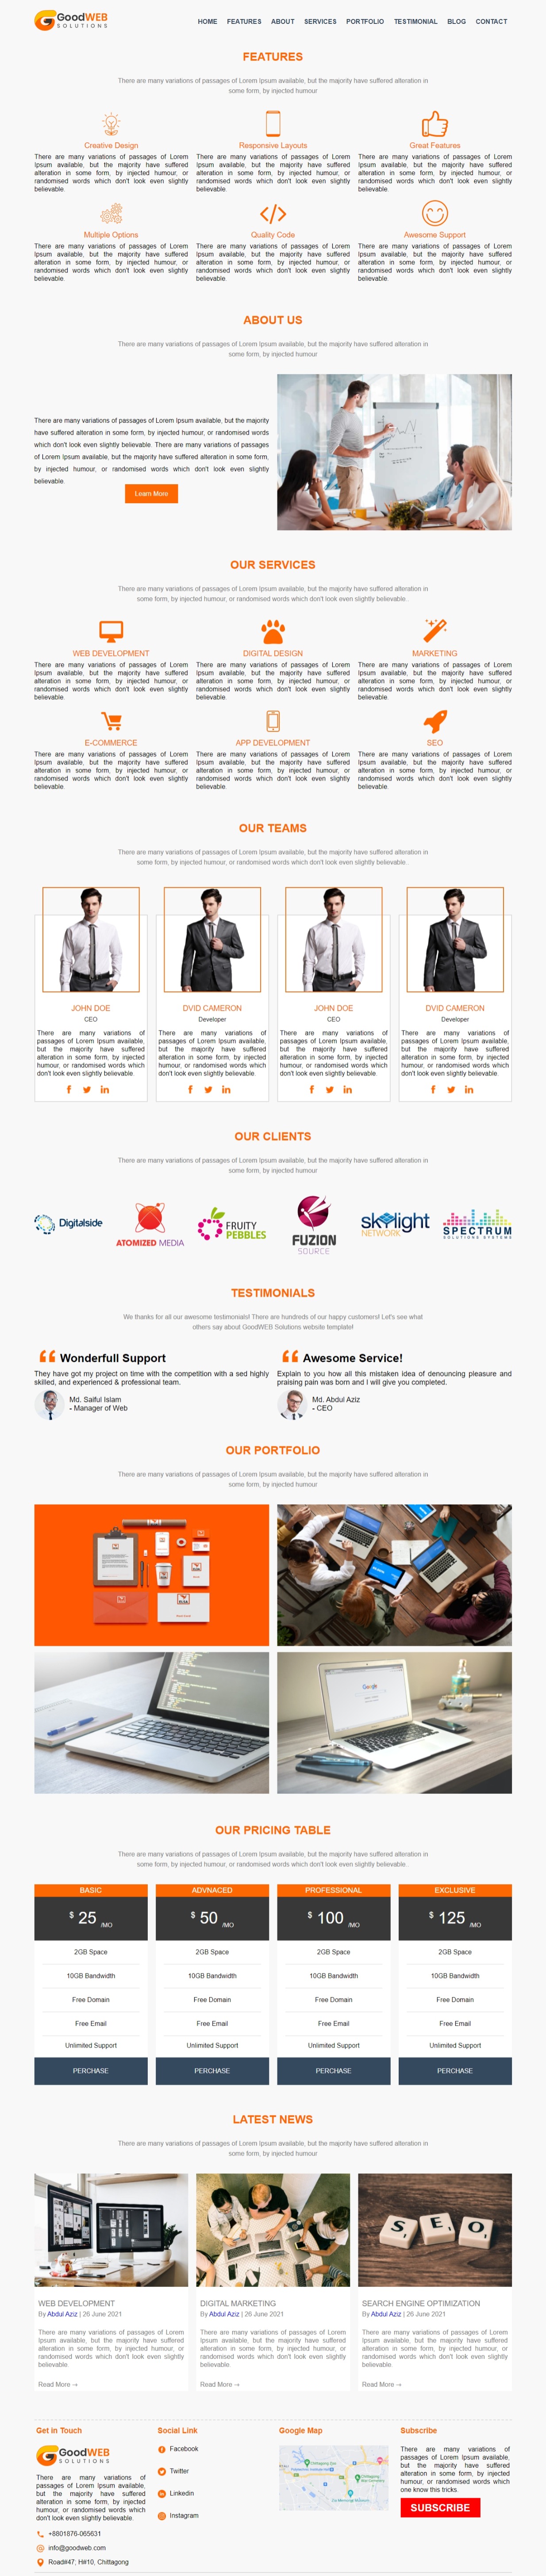 GoodWEB
SOLUTIONS
HOME FEATURES ABOUT SERVICES PORTFOLIO TESTIMONIAL BLOG CONTACT
FEATURES
There are many variations of passages of Lorem Ipsum available, but the majority have suffered alteration in
some form, by injected humour
Creative Design
There are many variations of passages of Lorem
Ipsum available, but the majority have suffered
alteration in some form, by injected humour, or
randomised words which don't look even slightly
believable.
Responsive Layouts
There are many variations of passages of Lorem
Ipsum available, but the majority have suffered
alteration in some form, by injected humour, or
randomised words which don't look even slightly
believable.
Great Features
There are many variations of passages of Lorem
Ipsum available, but the majority have suffered
alteration in some form, by injected humour, or
randomised words which don't look even slightly
believable.
Multiple Options
There are many variations of passages of Lorem
Ipsum available, but the majority have suffered
alteration in some form, by injected humour, or
randomised words which don't look even slightly
believable.
Quality Code
There are many variations of passages of Lorem
Ipsum available, but the majority have suffered
alteration in some form, by injected humour, or
randomised words which don't look even slightly
believable.
Awesome Support
There are many variations of passages of Lorem
Ipsum available, but the majority have suffered
alteration in some form, by injected humour, or
randomised words which don't look even slightly
believable.
ABOUT US
There are many variations of passages of Lorem Ipsum available, but the majority have suffered alteration in
some form, by injected humour
There are many variations of passages of Lorem Ipsum available, but the majority
have suffered alteration in some form, by injected humour, or randomised words
which don't look even slightly believable. There are many variations of passages
of Lorem Ipsum available, but the majority have suffered alteration in some form,
by injected humour, or randomised words which don't look even slightly
believable.
Learn More
OUR SERVICES
There are many variations of passages of Lorem Ipsum available, but the majority have suffered alteration in
some form, by injected humour, or randomised words which don't look even slightly believable..
WEB DEVELOPMENT
There are many variations of passages of Lorem
Ipsum available, but the majority have suffered
alteration in some form, by injected humour, or
randomised words which don't look even slightly
believable.
DIGITAL DESIGN
There are many variations of passages of Lorem
Ipsum available, but the majority have suffered
alteration in some form, by injected humour, or
randomised words which don't look even slightly
believable.
MARKETING
There are many variations of passages of Lorem
Ipsum available, but the majority have suffered
alteration in some form, by injected humour, or
randomised words which don't look even slightly
believable.
E-COMMERCE
There are many variations of passages of Lorem
Ipsum available, but the majority have suffered
alteration in some form, by injected humour, or
randomised words which don't look even slightly
believable.
APP DEVELOPMENT
There are many variations of passages of Lorem
Ipsum available, but the majority have suffered
alteration in some form, by injected humour, or
randomised words which don't look even slightly
believable.
SEO
There are many variations of passages of Lorem
Ipsum available, but the majority have suffered
alteration in some form, by injected humour, or
randomised words which don't look even slightly
believable.
OUR TEAMS
There are many variations of passages of Lorem Ipsum available, but the majority have suffered alteration in
some form, by injected humour, or randomised words which don't look even slightly believable..
JOHN DOE
CEO
There are many variations of
passages of Lorem Ipsum available,
but the majority have suffered
alteration in some form, by injected
humour, or randomised words which
don't look even slightly believable.
DVID CAMERON
Developer
There are many variations of
passages of Lorem Ipsum available,
but the majority have suffered
alteration in some form, by injected
humour, or randomised words which
don't look even slightly believable.
JOHN DOE
CEO
There are many variations of
passages of Lorem Ipsum available,
but the majority have suffered
alteration in some form, by injected
humour, or randomised words which
don't look even slightly believable.
DVID CAMERON
Developer
There are many variations of
passages of Lorem Ipsum available,
but the majority have suffered
alteration in some form, by injected
humour, or randomised words which
don't look even slightly believable.
OUR CLIENTS
There are many variations of passages of Lorem Ipsum available, but the majority have suffered alteration in
some form, by injected humour
Digitalside
ATOMIZED MEDIA
FRUITY
PEBBLES
FUZION
SOURCE
skylight
NETWORK
SPECTRUM
SOLUTIONS SYSTEMS
TESTIMONIALS
We thanks for all our awesome testimonials! There are hundreds of our happy customers! Let's see what
others say about GoodWEB Solutions website template!
Wonderfull Support
They have got my project on time with the competition with a sed highly
skilled, and experienced & professional team.
Md. Saiful Islam
- Manager of Web
Awesome Service!
Explain to you how all this mistaken idea of denouncing pleasure and
praising pain was born and I will give you completed.
Md. Abdul Aziz
- CEO
OUR PORTFOLIO
There are many variations of passages of Lorem Ipsum available, but the majority have suffered alteration in
some form, by injected humour
Google
OUR PRICING TABLE
There are many variations of passages of Lorem Ipsum available, but the majority have suffered alteration in
some form, by injected humour, or randomised words which don't look even slightly believable..
BASIC
$ 25 /MO
2GB Space
10GB Bandwidth
Free Domain
Free Email
Unlimited Support
PURCHASE
ADVNACED
$ 50 /MO
2GB Space
10GB Bandwidth
Free Domain
Free Email
Unlimited Support
PURCHASE
PROFESSIONAL
$ 100 /MO
2GB Space
10GB Bandwidth
Free Domain
Free Email
Unlimited Support
PURCHASE
EXCLUSIVE
$ 125 /MO
2GB Space
10GB Bandwidth
Free Domain
Free Email
Unlimited Support
PURCHASE
LATEST NEWS
There are many variations of passages of Lorem Ipsum available, but the majority have suffered alteration in
some form, by injected humour
WEB DEVELOPMENT
By Abdul Aziz | 26 June 2021
There are many variations of passages of Lorem
Ipsum available, but the majority have suffered
alteration in some form, by injected humour, or
randomised words which don't look even slightly
believable.
Read More →
DIGITAL MARKETING
By Abdul Aziz | 26 June 2021
There are many variations of passages of Lorem
Ipsum available, but the majority have suffered
alteration in some form, by injected humour, or
randomised words which don't look even slightly
believable.
Read More →
S E O
SEARCH ENGINE OPTIMIZATION
By Abdul Aziz | 26 June 2021
There are many variations of passages of Lorem
Ipsum available, but the majority have suffered
alteration in some form, by injected humour, or
randomised words which don't look even slightly
believable.
Read More →
Get in Touch
GoodWEB
SOLUTIONS
There are many variations of
passages of Lorem Ipsum available,
but the majority have suffered
alteration in some form, by injected
humour, or randomised words which
don't look even slightly believable.
+8801876-065631
info@goodweb.com
Road#47, H#10, Chittagong
Social Link
Facebook
Twitter
Linkedin
Instagram
Google Map
Subscribe
There are many variations of
passages of Lorem Ipsum available,
but the majority have suffered
alteration in some form, by injected
humour, or randomised words which
one know this tricks.
SUBSCRIBE